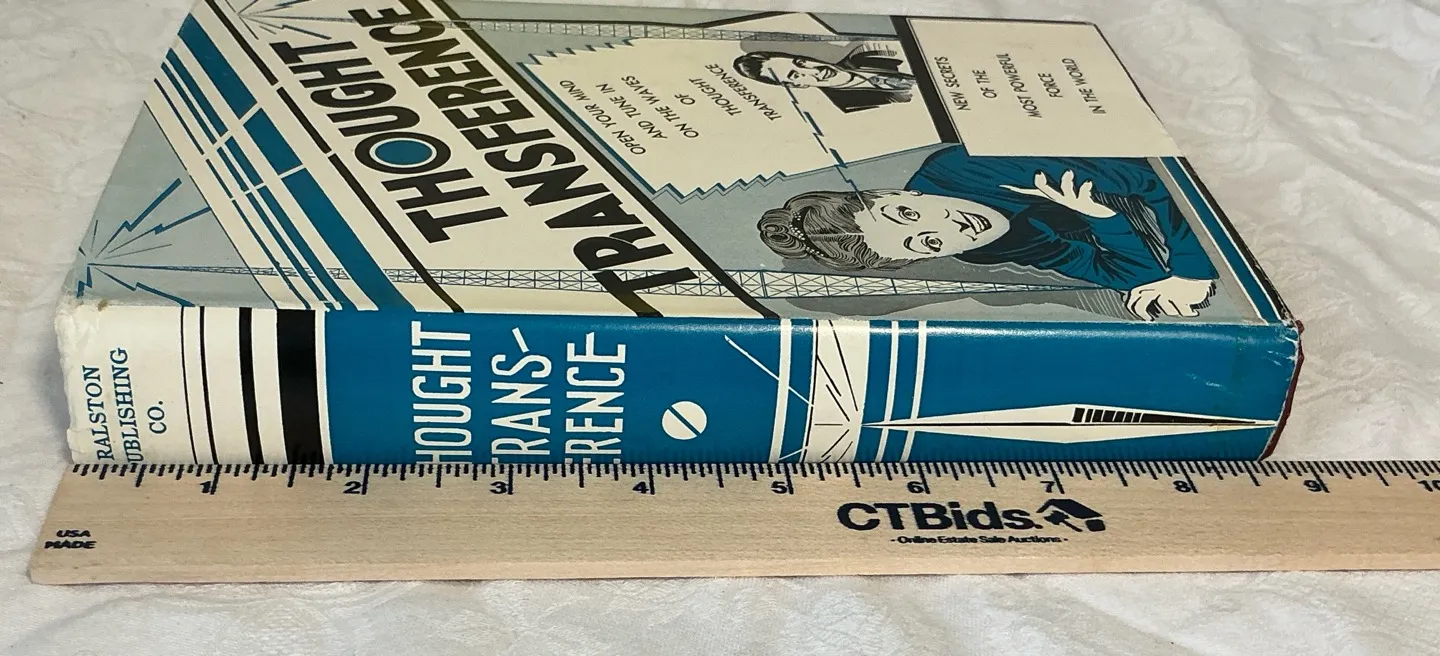 THOUGHT
TRANSFERENCE
OPEN YOUR MIND
AND TUNE IN
ON THE WAVES
OF
THOUGHT
TRANSFERENCE
NEW SECRETS
OF THE
MOST POWERFUL
FORCE
IN THE WORLD
RALSTON
UBLISHING
CO.
HOUGHT
TRANS-
ERENCE
1 2 3 4 5 6 7 8 9 10
CTBids.
- Online Estate Sale Auctions -
USA
MADE